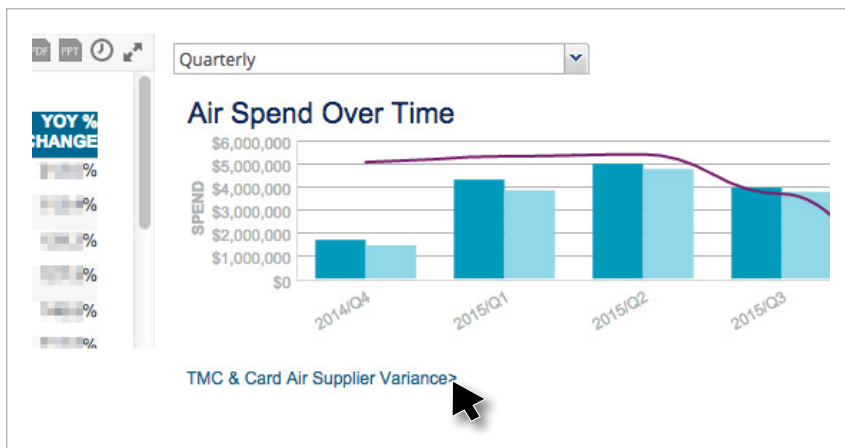 PDF PPT
Quarterly
YOY %
CHANGE
%
%
%
%
%
%
Air Spend Over Time
$6,000,000
$5,000,000
$4,000,000
$3,000,000
$2,000,000
$1,000,000
$0
SPEND
2014/Q4 2015/Q1 2015/Q2 2015/Q3
TMC & Card Air Supplier Variance>